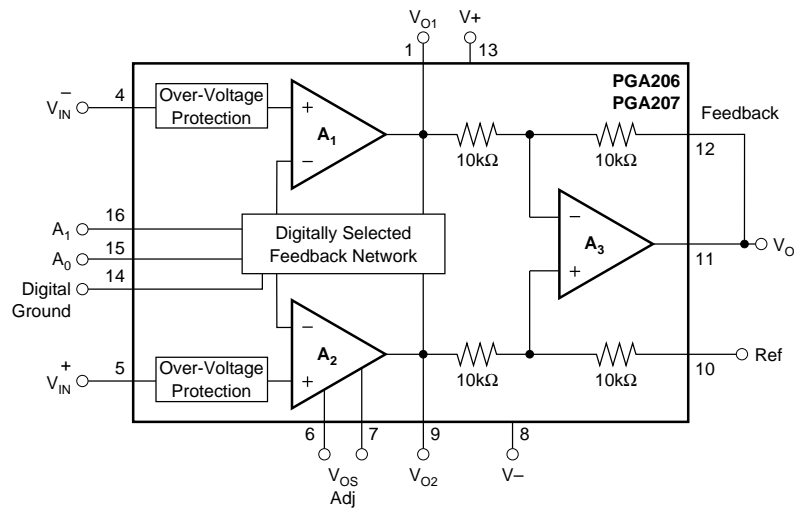 V_O1 V+
1 13
PGA206
PGA207
4 Over-Voltage
Protection
V_IN^–
+
A_1
–
10kΩ
10kΩ
Feedback
12
16
A_1
15
A_0
14
Digital
Ground
Digitally Selected
Feedback Network
–
A_3
+
11
V_O
–
A_2
+
5 Over-Voltage
Protection
V_IN^+
10kΩ
10kΩ
10
Ref
6 7 9 8
V_OS
Adj
V_O2
V–